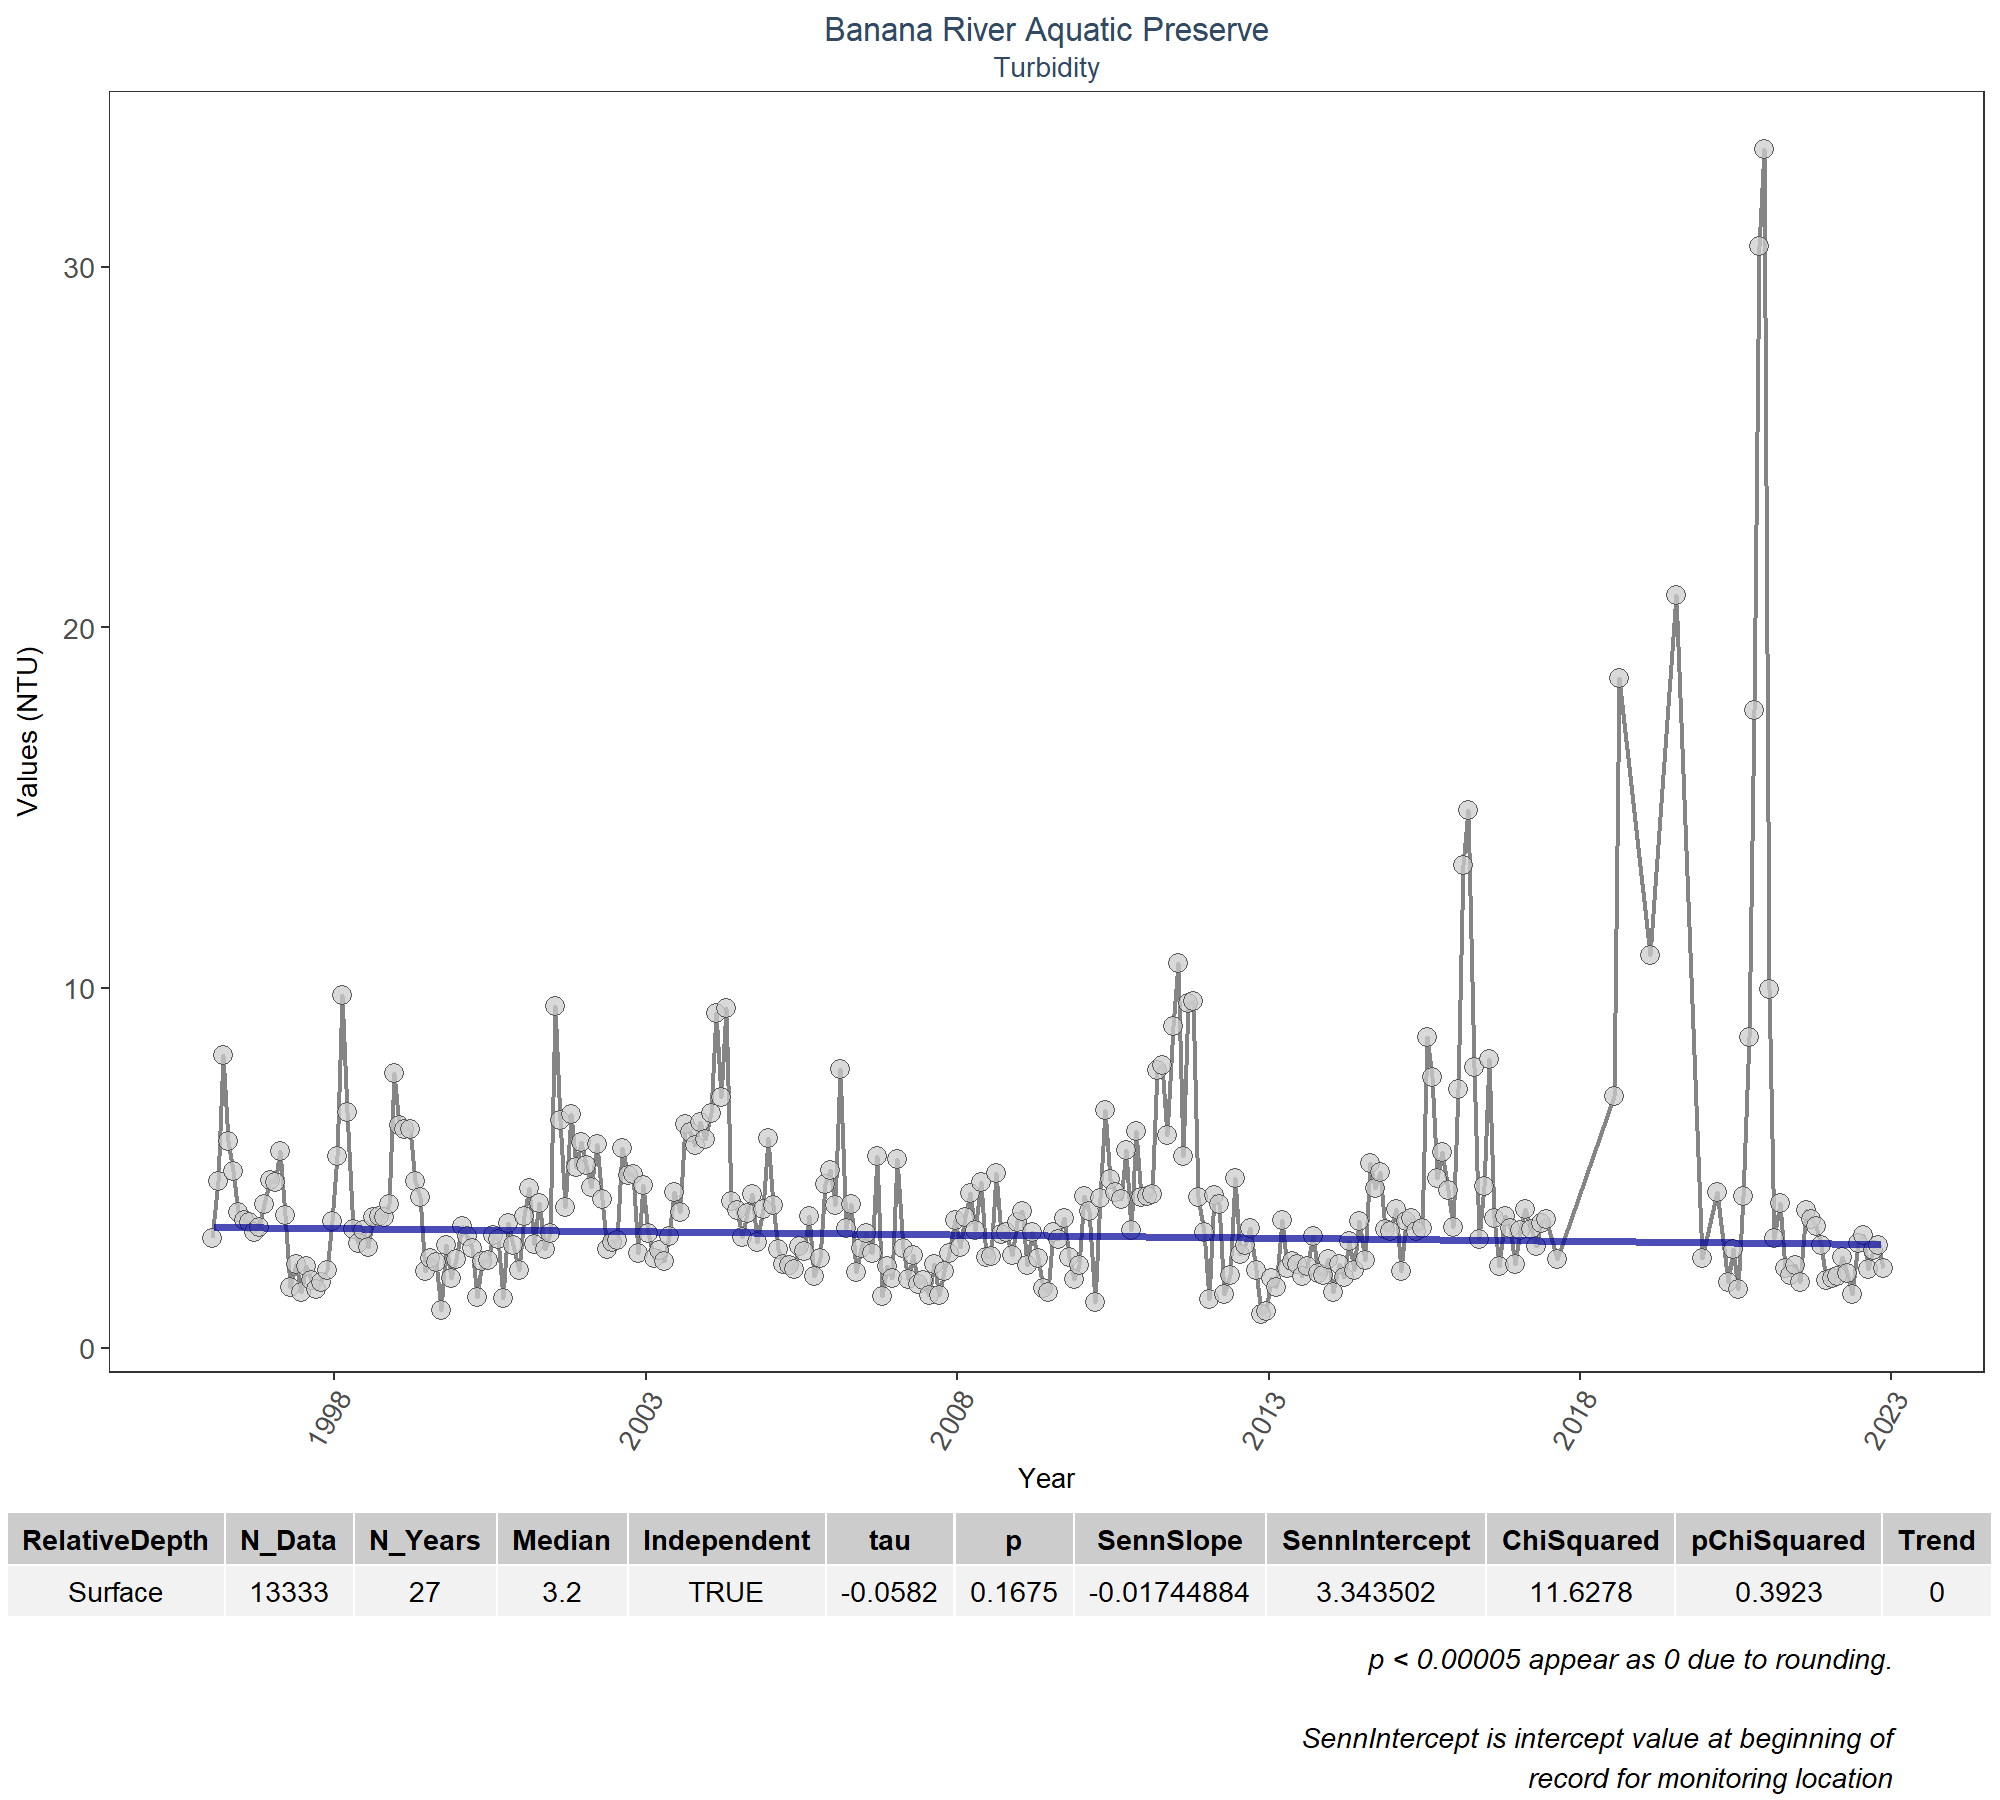 Banana River Aquatic Preserve
Turbidity
Values (NTU)
30
20
10
0
1998
2003
2008
2013
2018
2023
Year
RelativeDepth N_Data N_Years Median Independent tau p SennSlope SennIntercept ChiSquared pChiSquared Trend
Surface 13333 27 3.2 TRUE -0.0582 0.1675 -0.01744884 3.343502 11.6278 0.3923 0
p < 0.00005 appear as 0 due to rounding.
SennIntercept is intercept value at beginning of
record for monitoring location